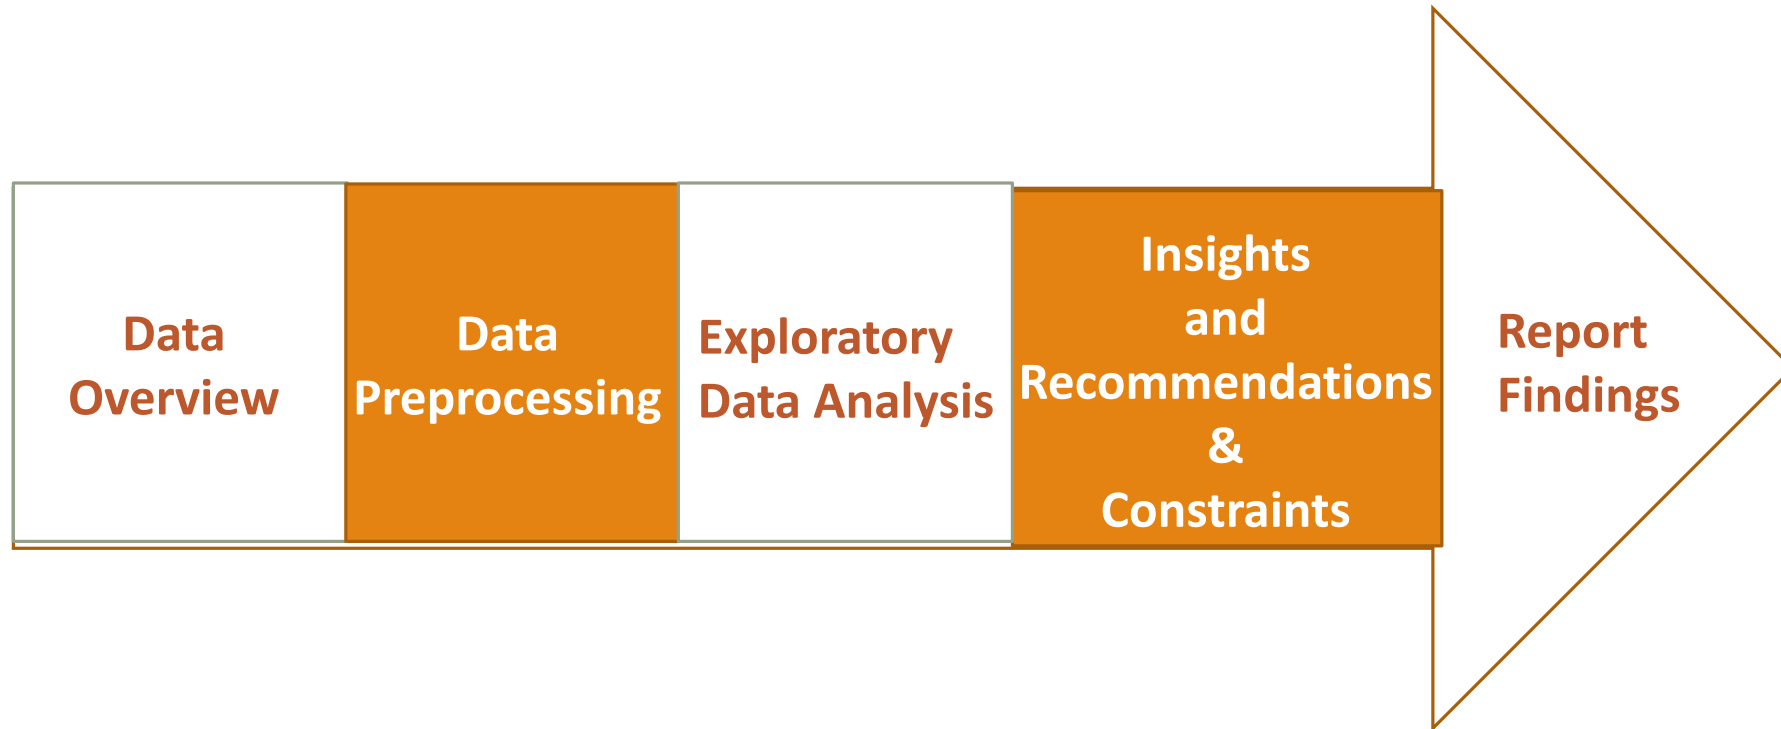 Data
Overview
Data
Preprocessing
Exploratory
Data Analysis
Insights
and
Recommendations
&
Constraints
Report
Findings